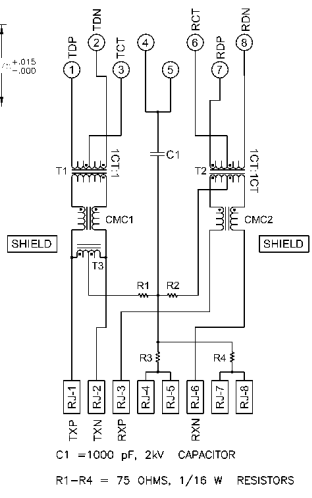 TDP
TDN
TCT
RCT
RDP
RDN
1
2
3
4
5
6
7
8
+.015
-.000
C1
T1
1CT:1
T2
1CT:1CT
CMC1
CMC2
SHIELD
SHIELD
T3
R1
R2
R3
R4
RJ-1
RJ-2
RJ-3
RJ-4
RJ-5
RJ-6
RJ-7
RJ-8
TXP
TXN
RXP
RXN
C1 =1000 pF, 2kV CAPACITOR
R1-R4 = 75 OHMS, 1/16 W RESISTORS